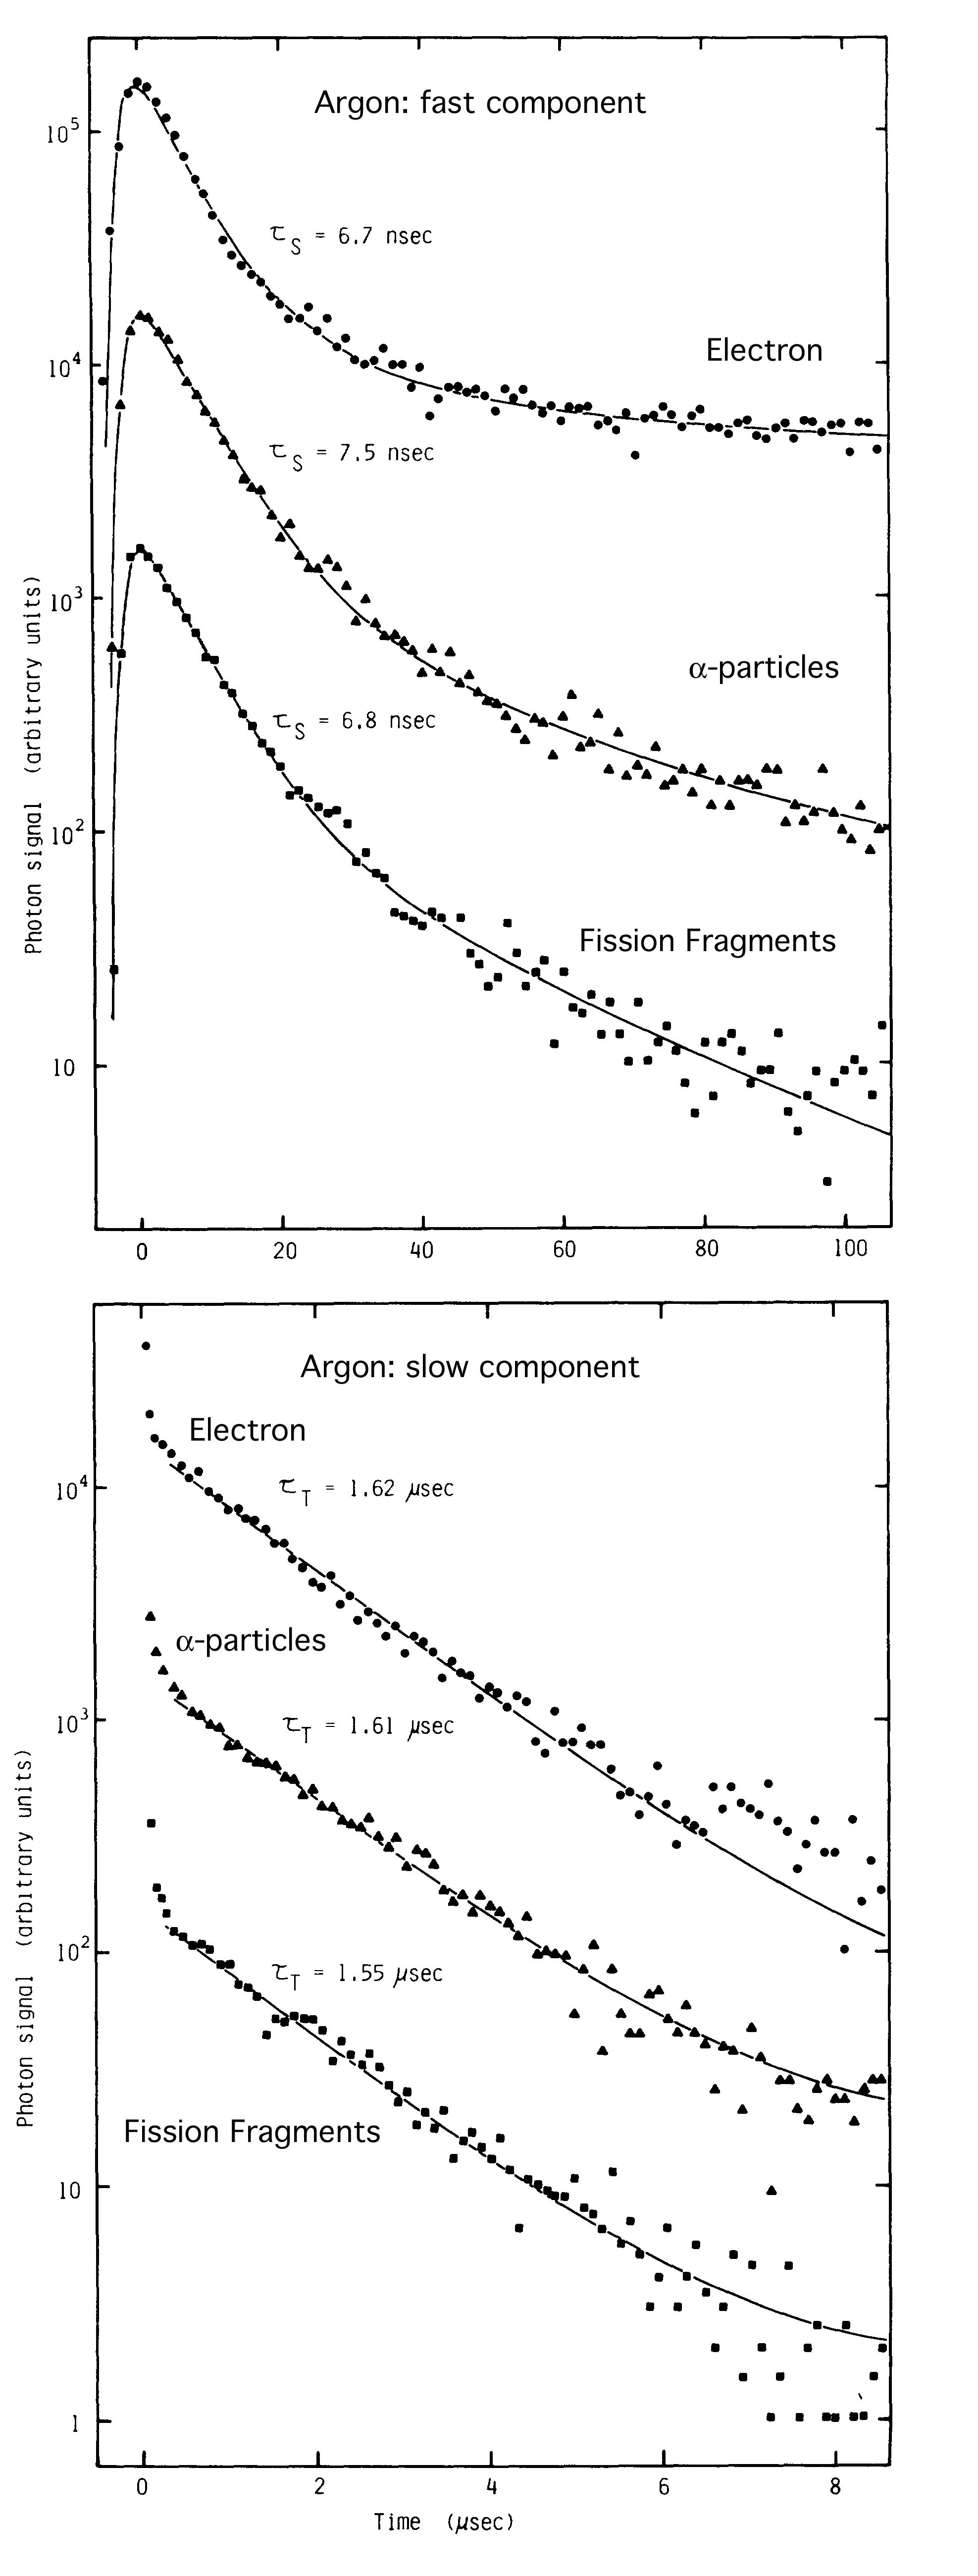 Argon: fast component
10⁵
τS = 6.7 nsec
Electron
10⁴
τS = 7.5 nsec
10³
α-particles
τS = 6.8 nsec
10²
Fission Fragments
10
Photon signal (arbitrary units)
0 20 40 60 80 100
Argon: slow component
Electron
10⁴
τT = 1.62 μsec
α-particles
10³
τT = 1.61 μsec
10²
τT = 1.55 μsec
Fission Fragments
10
1
Photon signal (arbitrary units)
0 2 4 6 8
Time (μsec)